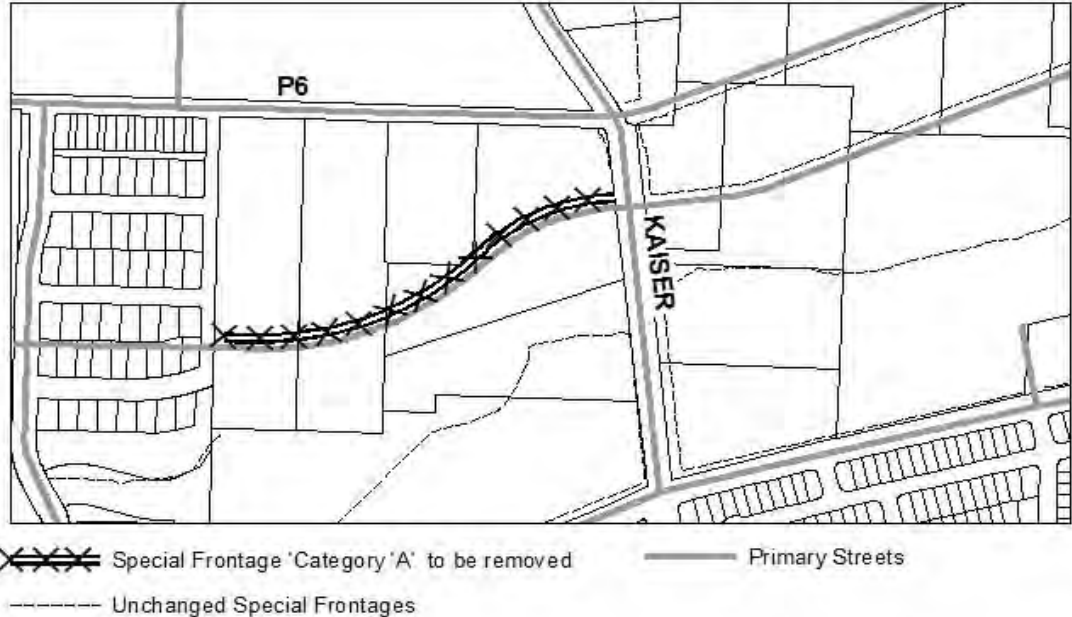 P6
KAISER
Special Frontage 'Category 'A' to be removed
Primary Streets
Unchanged Special Frontages